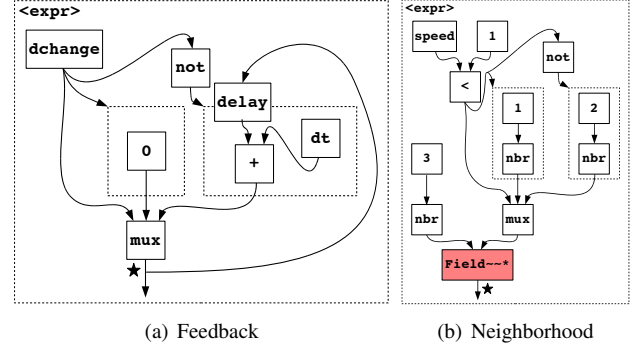 <expr>
dchange
not
delay
0
dt
+
mux
★
(a) Feedback
<expr>
speed
1
not
<
1
2
nbr
nbr
3
nbr
mux
Field~~*
★
(b) Neighborhood